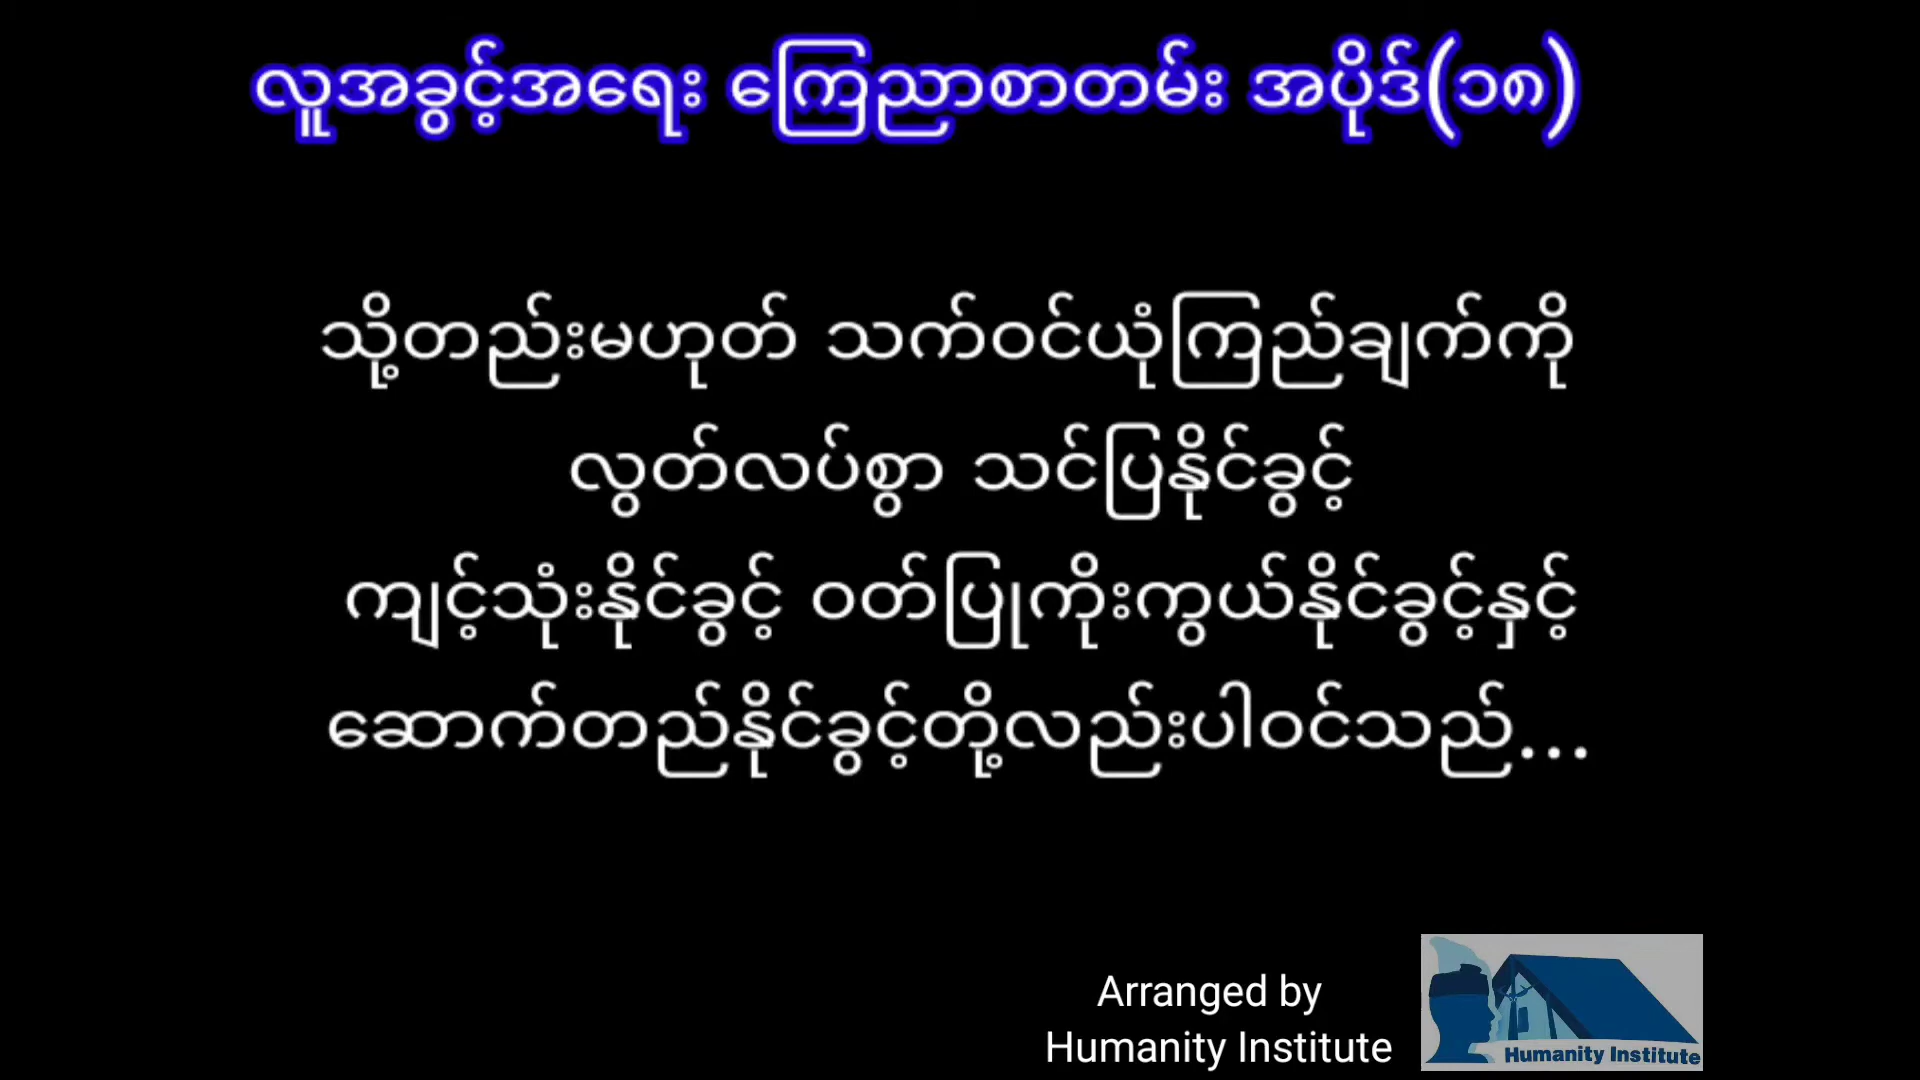 လူအခွင့်အရေး ကြေညာစာတမ်း အပိုဒ်(၁၈)
သို့တည်းမဟုတ် သက်ဝင်ယုံကြည်ချက်ကို
လွတ်လပ်စွာ သင်ပြနိုင်ခွင့်
ကျင့်သုံးနိုင်ခွင့် ဝတ်ပြုကိုးကွယ်နိုင်ခွင့်နှင့်
ဆောက်တည်နိုင်ခွင့်တို့လည်းပါဝင်သည်...
Arranged by
Humanity Institute
Humanity Institute